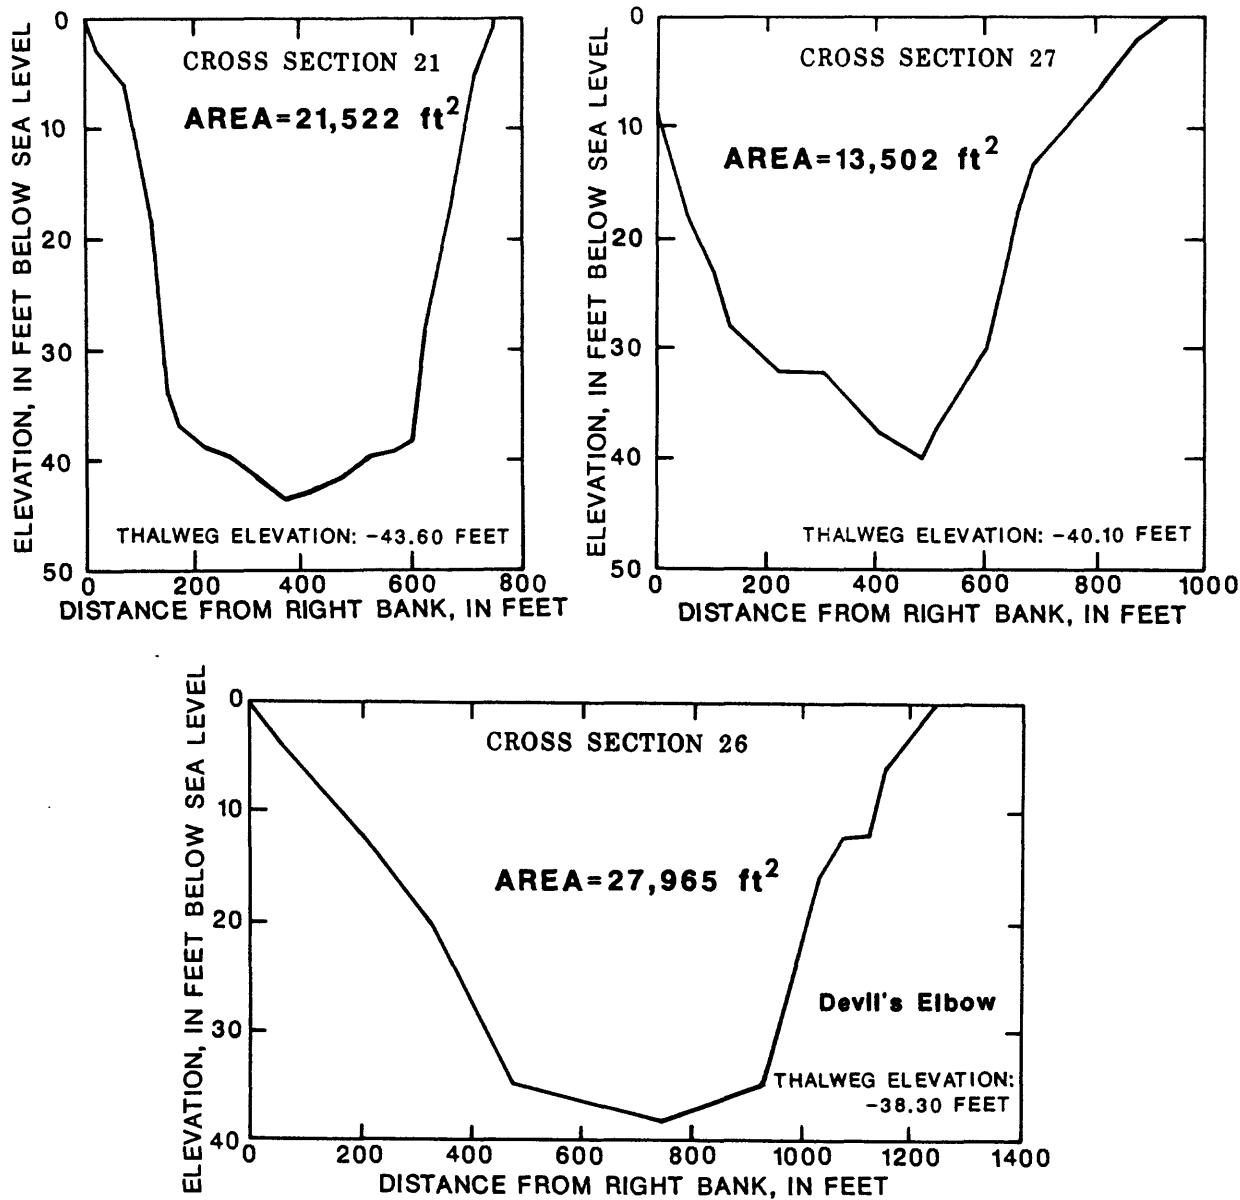 ELEVATION, IN FEET BELOW SEA LEVEL
0
10
20
30
40
50
CROSS SECTION 21
AREA=21,522 ft2
THALWEG ELEVATION: -43.60 FEET
0 200 400 600 800
DISTANCE FROM RIGHT BANK, IN FEET
ELEVATION, IN FEET BELOW SEA LEVEL
0
10
20
30
40
50
CROSS SECTION 27
AREA=13,502 ft2
THALWEG ELEVATION: -40.10 FEET
0 200 400 600 800 1000
DISTANCE FROM RIGHT BANK, IN FEET
ELEVATION, IN FEET BELOW SEA LEVEL
0
10
20
30
40
CROSS SECTION 26
AREA=27,965 ft2
Devil's Elbow
THALWEG ELEVATION:
-38.30 FEET
0 200 400 600 800 1000 1200 1400
DISTANCE FROM RIGHT BANK, IN FEET